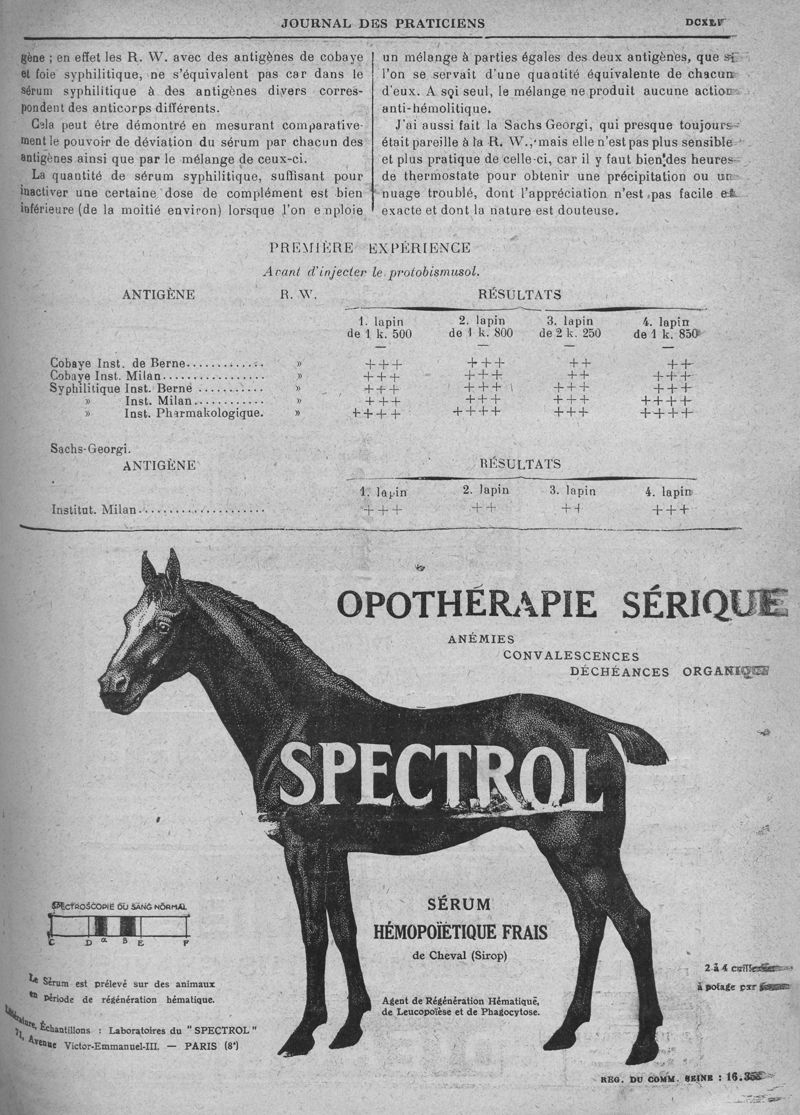 JOURNAL DES PRATICIENS
gène ; en effet les R. W. avec des antigènes de cobaye
et foie syphilitique, ne s'équivalent pas car dans le
sérum syphilitique à des antigènes divers corres-
pondent des anticorps différents.
Cela peut être démontré en mesurant comparative-
ment le pouvoir de déviation du sérum par chacun des
antigènes ainsi que par le mélange de ceux-ci.
La quantité de sérum syphilitique, suffisant pour
inactiver une certaine dose de complément est bien
inférieure (de la moitié environ) lorsque l'on e nploie
un mélange à parties égales des deux antigènes, que si
l'on se servait d'une quantité équivalente de chacun
d'eux. A soi seul, le mélange ne produit aucune action
anti-hémolitique.
J'ai aussi fait la Sachs Georgi, qui presque toujours
était pareille à la R. W., mais elle n'est pas plus sensible
et plus pratique de celle-ci, car il y faut bien des heures
de thermostate pour obtenir une précipitation ou un
nuage troublé, dont l'appréciation n'est pas facile et
exacte et dont la nature est douteuse.
PREMIÈRE EXPÉRIENCE
Avant d'injecter le protobismusol.
ANTIGÈNE R. W. RÉSULTATS
1. lapin 2. lapin 3. lapin 4. lapin
de 1 k. 500 de 1 k. 800 de 2 k. 250 de 1 k. 850
— — — —
Cobaye Inst. de Berne............. » +++ +++ ++ ++
Cobaye Inst. Milan................. » +++ +++ ++ +++
Syphilitique Inst. Berne ........... » +++ +++ +++ +++
» Inst. Milan............ » +++ +++ +++ ++++
» Inst. Pharmakologique. » ++++ ++++ +++ ++++
Sachs-Georgi.
ANTIGÈNE RÉSULTATS
1. lapin 2. lapin 3. lapin 4. lapin
Institut. Milan..................... +++ ++ ++ +++
OPOTHÉRAPIE SÉRIQUE
ANÉMIES
CONVALESCENCES
DÉCHÉANCES ORGANIQUES
SPECTROL
SPECTROSCOPIE DU SANG NORMAL
C D α β E F
SÉRUM
HÉMOPOÏÉTIQUE FRAIS
de Cheval (Sirop)
Le Sérum est prélevé sur des animaux
en période de régénération hématique.
Agent de Régénération Hématique,
de Leucopoïèse et de Phagocytose.
2 à 4
à potage par
Littérature, Échantillons : Laboratoires du "SPECTROL"
71, Avenue Victor-Emmanuel-III. — PARIS (8e)
REG. DU COMM. SEINE :